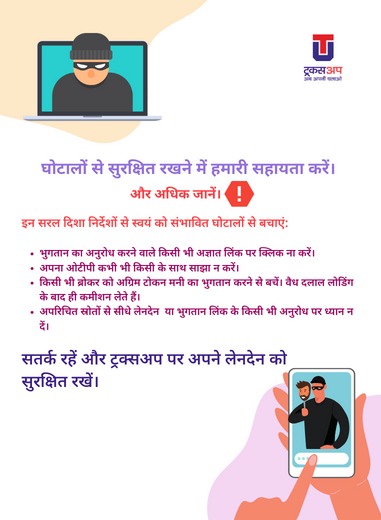 ट्रकसअप
अब अपनी चलाओ
घोटालों से सुरक्षित रखने में हमारी सहायता करें।
और अधिक जानें।
इन सरल दिशा निर्देशों से स्वयं को संभावित घोटालों से बचाएं:
• भुगतान का अनुरोध करने वाले किसी भी अज्ञात लिंक पर क्लिक ना करें।
• अपना ओटीपी कभी भी किसी के साथ साझा न करें।
• किसी भी ब्रोकर को अग्रिम टोकन मनी का भुगतान करने से बचें। वैध दलाल लोडिंग
के बाद ही कमीशन लेते हैं।
• अपरिचित स्रोतों से सीधे लेनदेन या भुगतान लिंक के किसी भी अनुरोध पर ध्यान न
दें।
सतर्क रहें और ट्रक्सअप पर अपने लेनदेन को
सुरक्षित रखें।